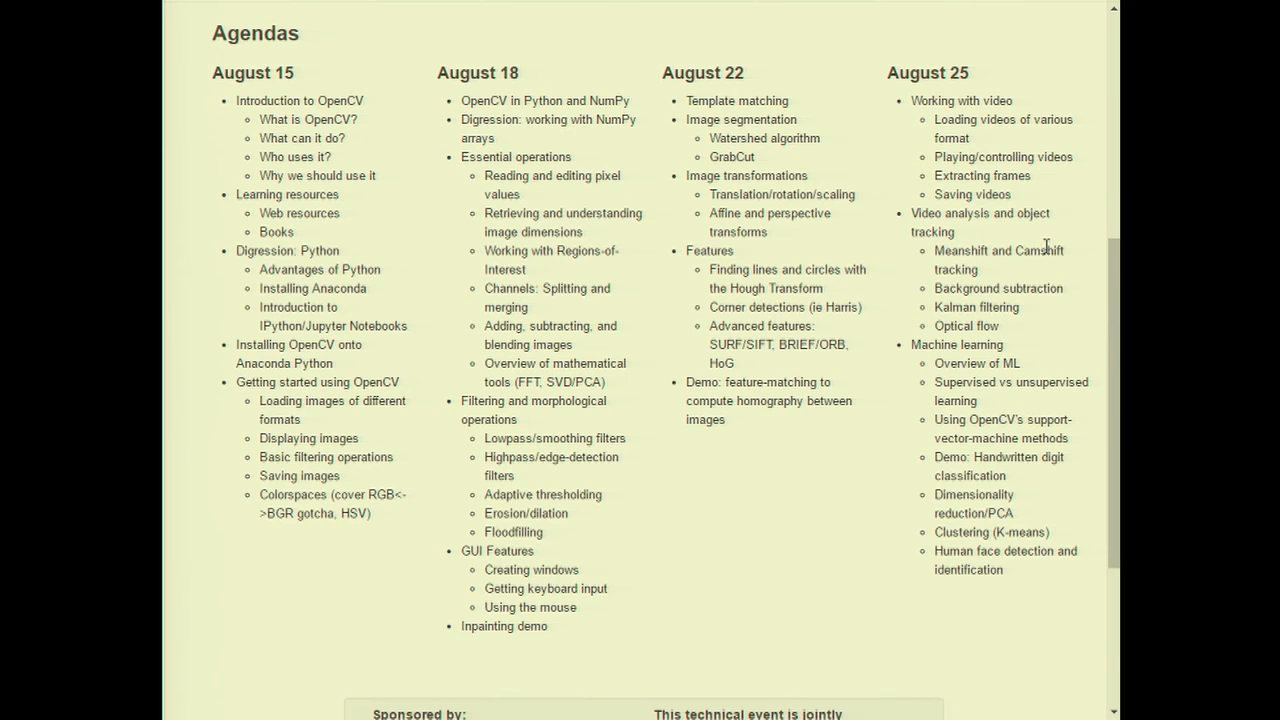 Agendas
August 15
Introduction to OpenCV
What is OpenCV?
What can it do?
Who uses it?
Why we should use it
Learning resources
Web resources
Books
Digression: Python
Advantages of Python
Installing Anaconda
Introduction to
IPython/Jupyter Notebooks
Installing OpenCV onto
Anaconda Python
Getting started using OpenCV
Loading images of different
formats
Displaying images
Basic filtering operations
Saving images
Colorspaces (cover RGB<-
>BGR gotcha, HSV)
August 18
OpenCV in Python and NumPy
Digression: working with NumPy
arrays
Essential operations
Reading and editing pixel
values
Retrieving and understanding
image dimensions
Working with Regions-of-
Interest
Channels: Splitting and
merging
Adding, subtracting, and
blending images
Overview of mathematical
tools (FFT, SVD/PCA)
Filtering and morphological
operations
Lowpass/smoothing filters
Highpass/edge-detection
filters
Adaptive thresholding
Erosion/dilation
Floodfilling
GUI Features
Creating windows
Getting keyboard input
Using the mouse
Inpainting demo
August 22
Template matching
Image segmentation
Watershed algorithm
GrabCut
Image transformations
Translation/rotation/scaling
Affine and perspective
transforms
Features
Finding lines and circles with
the Hough Transform
Corner detections (ie Harris)
Advanced features:
SURF/SIFT, BRIEF/ORB,
HoG
Demo: feature-matching to
compute homography between
images
August 25
Working with video
Loading videos of various
format
Playing/controlling videos
Extracting frames
Saving videos
Video analysis and object
tracking
Meanshift and Camshift
tracking
Background subtraction
Kalman filtering
Optical flow
Machine learning
Overview of ML
Supervised vs unsupervised
learning
Using OpenCV's support-
vector-machine methods
Demo: Handwritten digit
classification
Dimensionality
reduction/PCA
Clustering (K-means)
Human face detection and
identification
Sponsored by:
This technical event is jointly